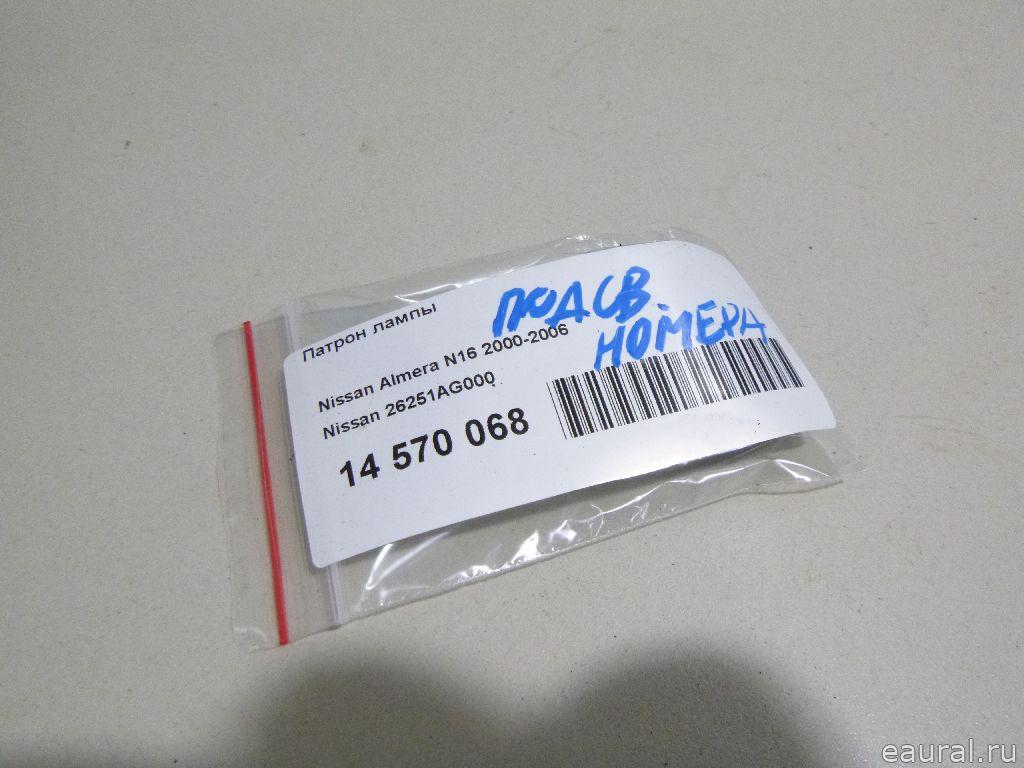 Патрон лампы
ПОДСВ.
НОМЕРА
Nissan Almera N16 2000-2006
Nissan 26251AG000
14 570 068
eaural.ru